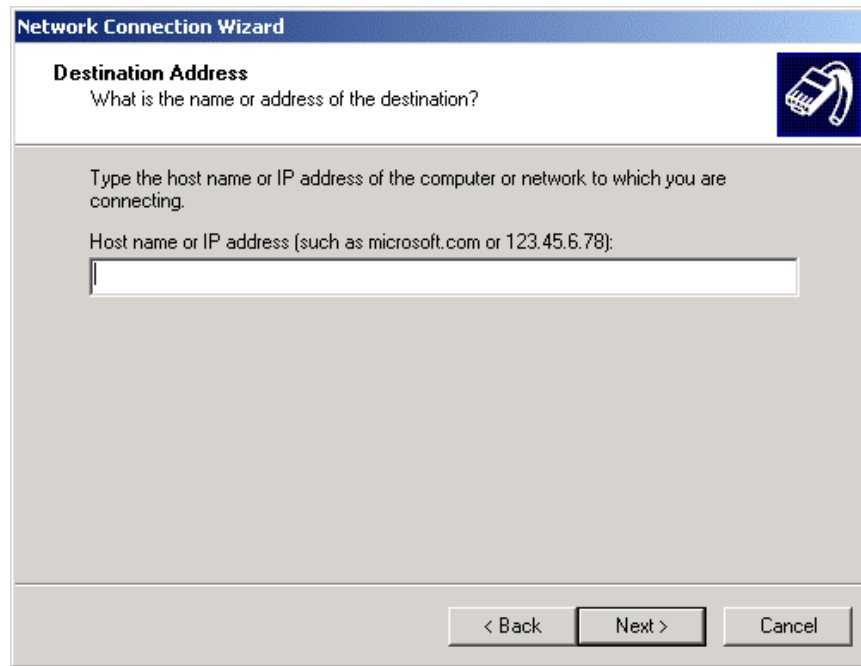 Network Connection Wizard
Destination Address
What is the name or address of the destination?
Type the host name or IP address of the computer or network to which you are
connecting.
Host name or IP address (such as microsoft.com or 123.45.6.78):
< Back
Next >
Cancel